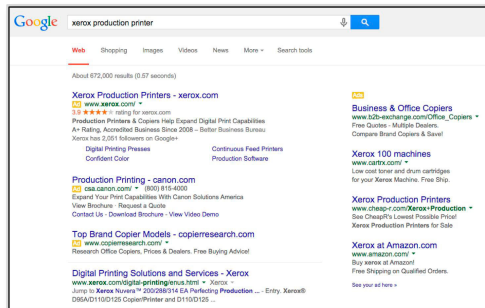 Google
xerox production printer
Web Shopping Images Videos News More Search tools
About 672,000 results (0.57 seconds)
Xerox Production Printers - xerox.com
Ad www.xerox.com/
3.9 ★★★★ rating for xerox.com
Production Printers & Copiers Help Expand Digital Print Capabilities
A+ Rating, Accredited Business Since 2008 – Better Business Bureau
Xerox has 2,051 followers on Google+
Digital Printing Presses Continuous Feed Printers
Confident Color Production Software
Production Printing - canon.com
Ad csa.canon.com/ (800) 815-4000
Expand Your Print Capabilities With Canon Solutions America
View Brochure - Request a Quote
Contact Us - Download Brochure - View Video Demo
Top Brand Copier Models - copierresearch.com
Ad www.copierresearch.com/
Research Office Copiers, Prices & Dealers. Free Buying Advice!
Digital Printing Solutions and Services - Xerox
www.xerox.com/digital-printing/enus.html Xerox
Jump to Xerox Nuvera™ 200/288/314 EA Perfecting Production ... - Entry. Xerox®
D95A/D110/D125 Copier/Printer and D110/D125 ...
Ads
Business & Office Copiers
www.b2b-exchange.com/Office_Copiers
Free Quotes - Multiple Dealers.
Compare Brand Copiers & Save!
Xerox 100 machines
www.cartrx.com/
Low cost toner and drum cartridges
for your Xerox Machine. Free Ship.
Xerox Production Printers
www.cheap-r.com/Xerox+Production
See CheapR's Lowest Possible Price!
Xerox Production Printers for Sale
Xerox at Amazon.com
www.amazon.com/
Buy xerox at Amazon!
Free Shipping on Qualified Orders.
See your ad here »